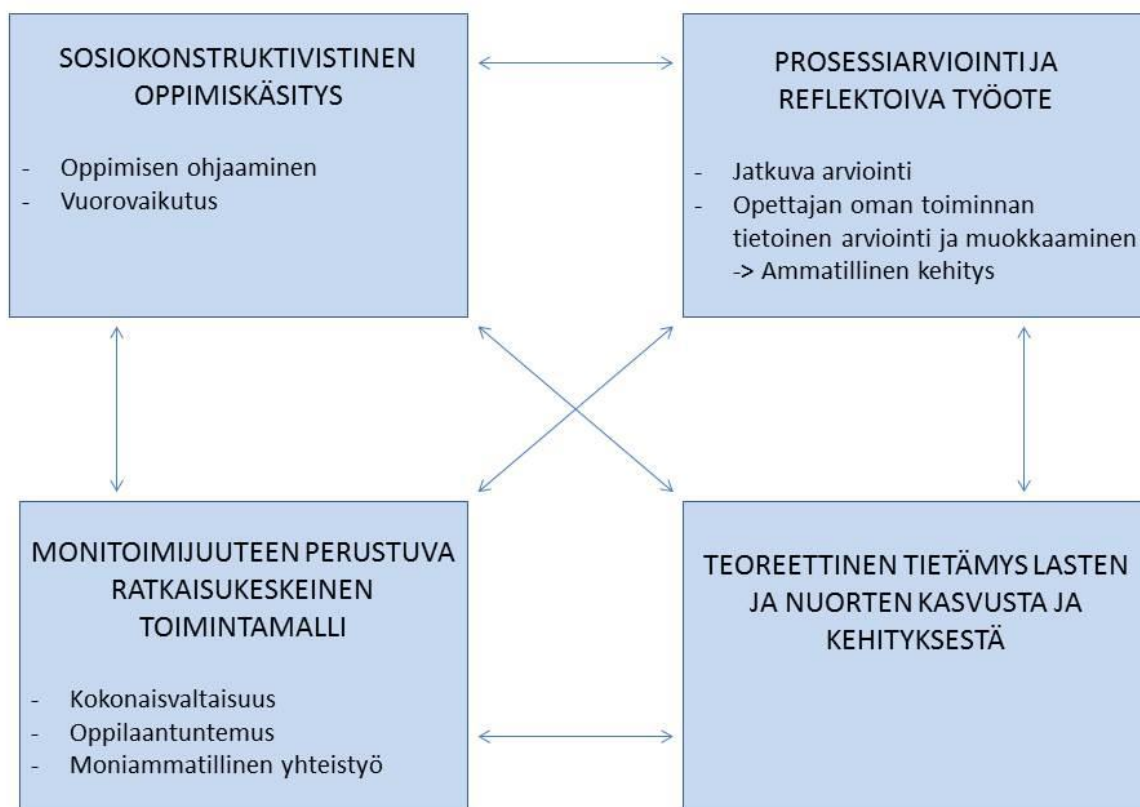 SOSIOKONSTRUKTIVISTINEN
OPPIMISKÄSITYS
- Oppimisen ohjaaminen
- Vuorovaikutus
PROSESSIARVIOINTI JA
REFLEKTOIVA TYÖOTE
- Jatkuva arviointi
- Opettajan oman toiminnan
tietoinen arviointi ja muokkaaminen
-> Ammatillinen kehitys
MONITOIMIJUUTEEN PERUSTUVA
RATKAISUKESKEINEN
TOIMINTAMALLI
- Kokonaisvaltaisuus
- Oppilaantuntemus
- Moniammatillinen yhteistyö
TEOREETTINEN TIETÄMYS LASTEN
JA NUORTEN KASVUSTA JA
KEHITYKSESTÄ